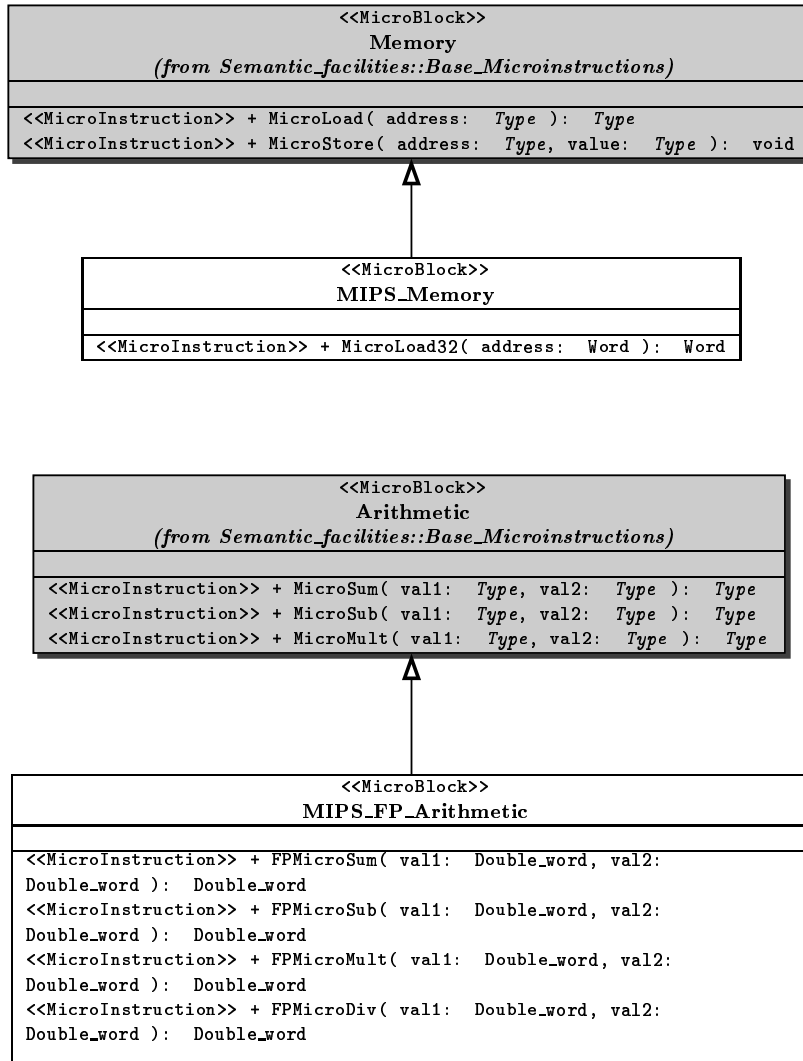 <<MicroBlock>>
Memory
(from Semantic_facilities::Base_Microinstructions)
<<MicroInstruction>> + MicroLoad( address: Type ): Type
<<MicroInstruction>> + MicroStore( address: Type, value: Type ): void
<<MicroBlock>>
MIPS_Memory
<<MicroInstruction>> + MicroLoad32( address: Word ): Word
<<MicroBlock>>
Arithmetic
(from Semantic_facilities::Base_Microinstructions)
<<MicroInstruction>> + MicroSum( val1: Type, val2: Type ): Type
<<MicroInstruction>> + MicroSub( val1: Type, val2: Type ): Type
<<MicroInstruction>> + MicroMult( val1: Type, val2: Type ): Type
<<MicroBlock>>
MIPS_FP_Arithmetic
<<MicroInstruction>> + FPMicroSum( val1: Double_word, val2:
Double_word ): Double_word
<<MicroInstruction>> + FPMicroSub( val1: Double_word, val2:
Double_word ): Double_word
<<MicroInstruction>> + FPMicroMult( val1: Double_word, val2:
Double_word ): Double_word
<<MicroInstruction>> + FPMicroDiv( val1: Double_word, val2:
Double_word ): Double_word